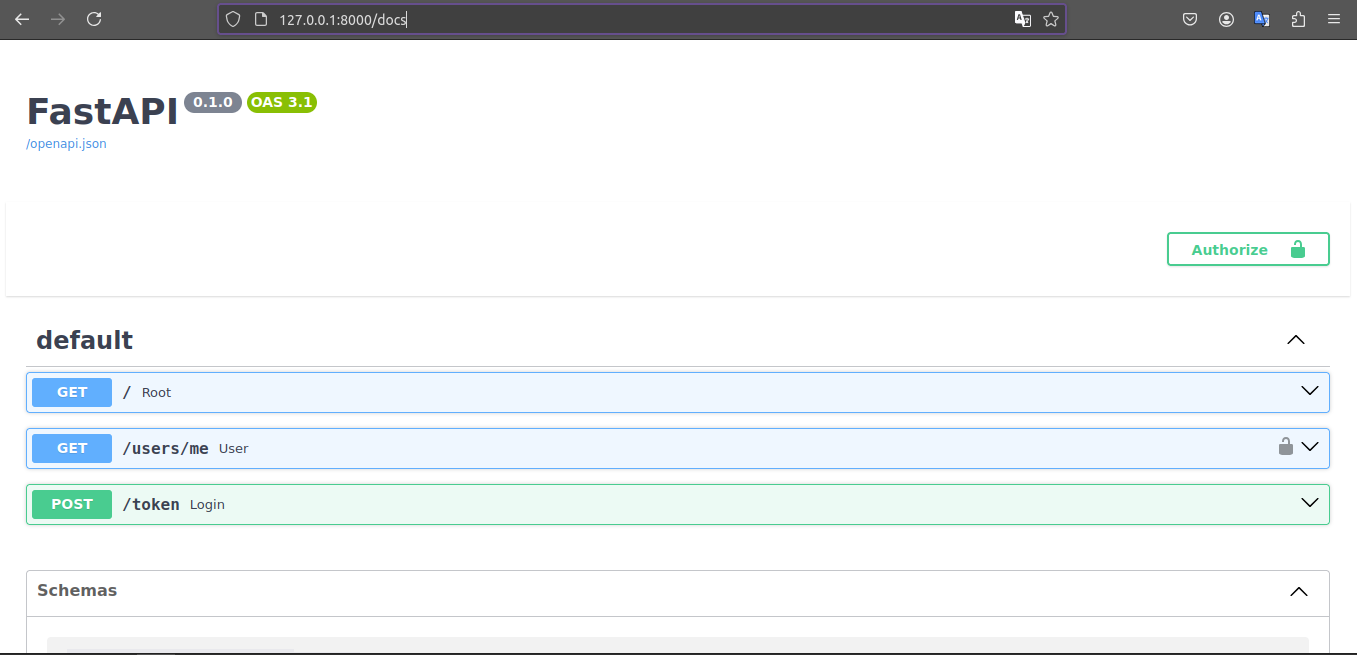 127.0.0.1:8000/docs
FastAPI 0.1.0 OAS 3.1
/openapi.json
Authorize
default
GET / Root
GET /users/me User
POST /token Login
Schemas